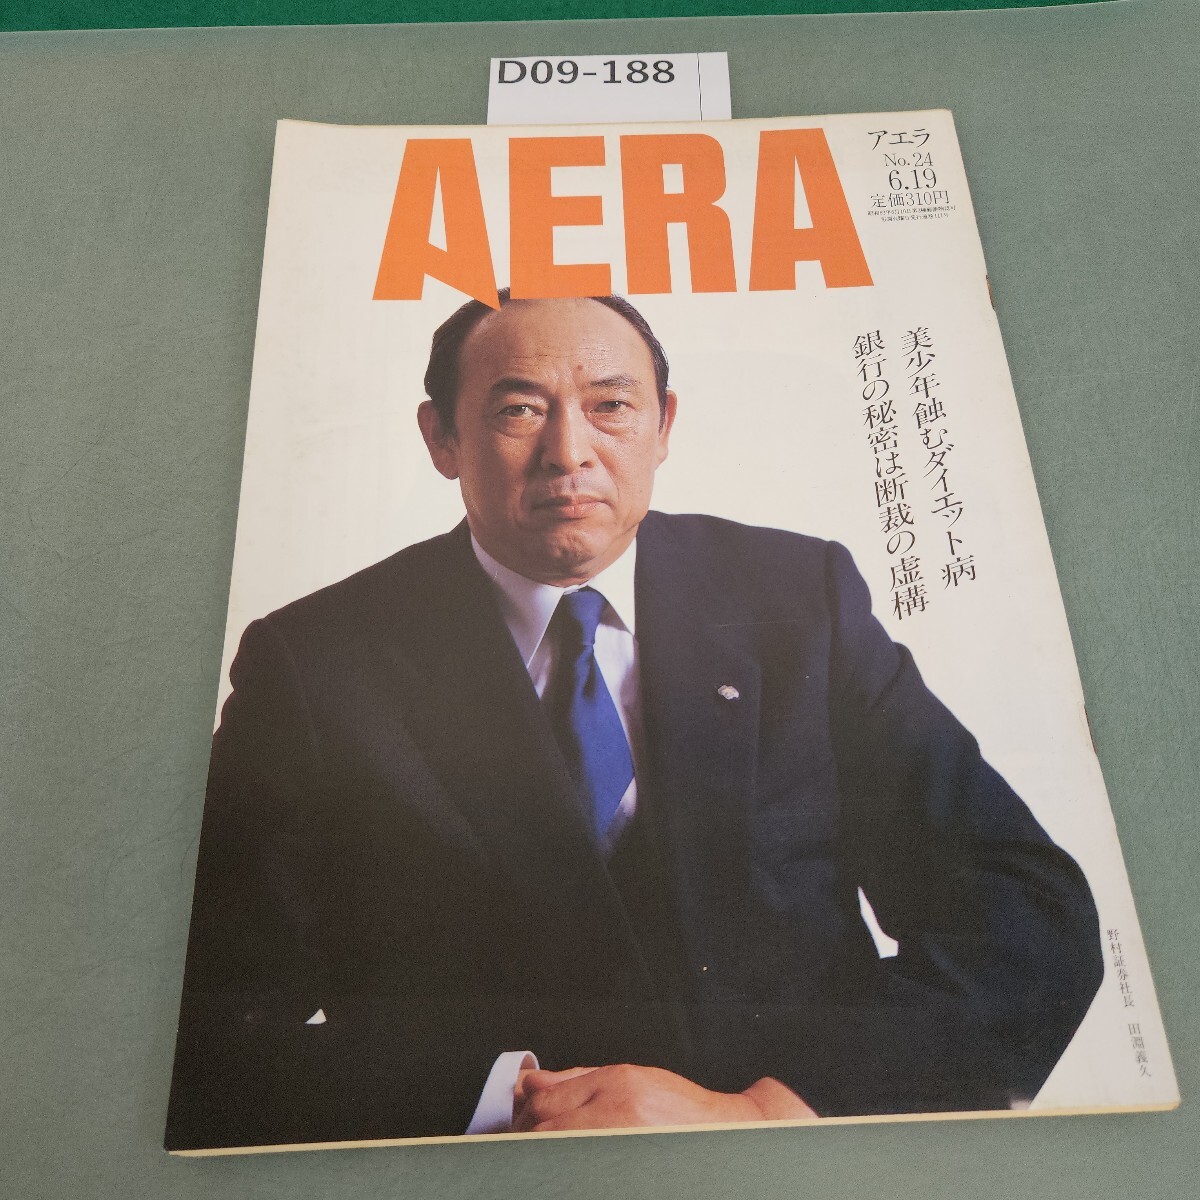 D09-188
AERA
アエラ
No.24
6.19
定価310円
美少年蝕むダイエット病
銀行の秘密は断裁の虚構
野村証券社長 田淵義久